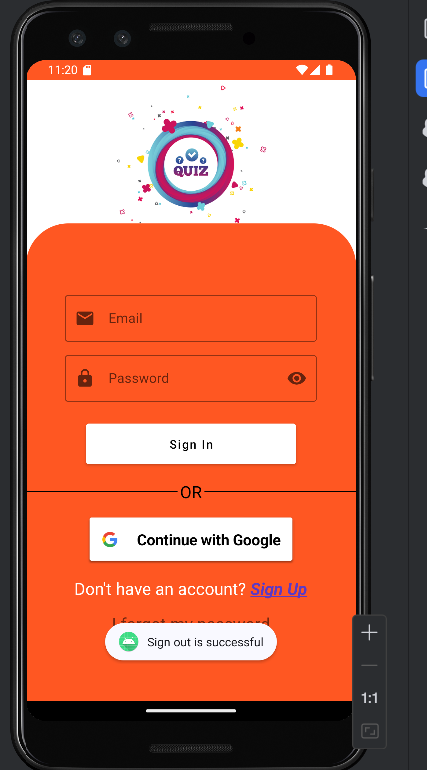 11:20
QUIZ
Email
Password
Sign In
OR
Continue with Google
Don't have an account? Sign Up
I forgot my password
Sign out is successful
1:1